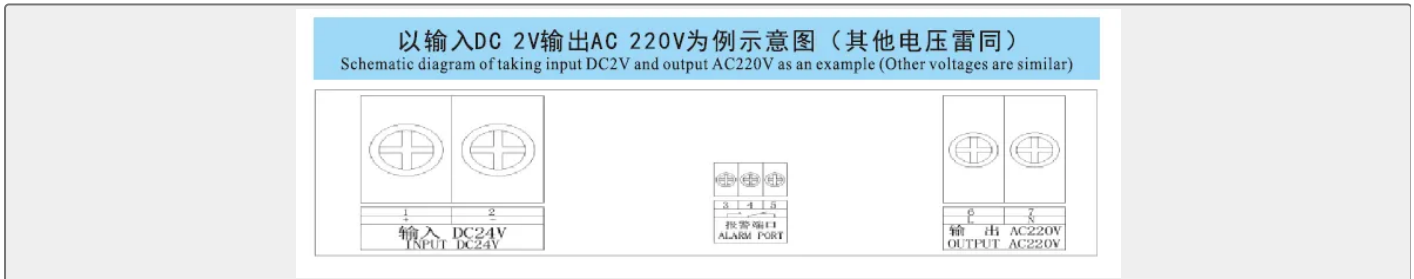 以输入DC 2V输出AC 220V为例示意图（其他电压雷同）
Schematic diagram of taking input DC2V and output AC220V as an example (Other voltages are similar)
1 2
+ −
输入 DC24V
INPUT DC24V
3 4 5
报警端口
ALARM PORT
6 7
L N
输 出 AC220V
OUTPUT AC220V